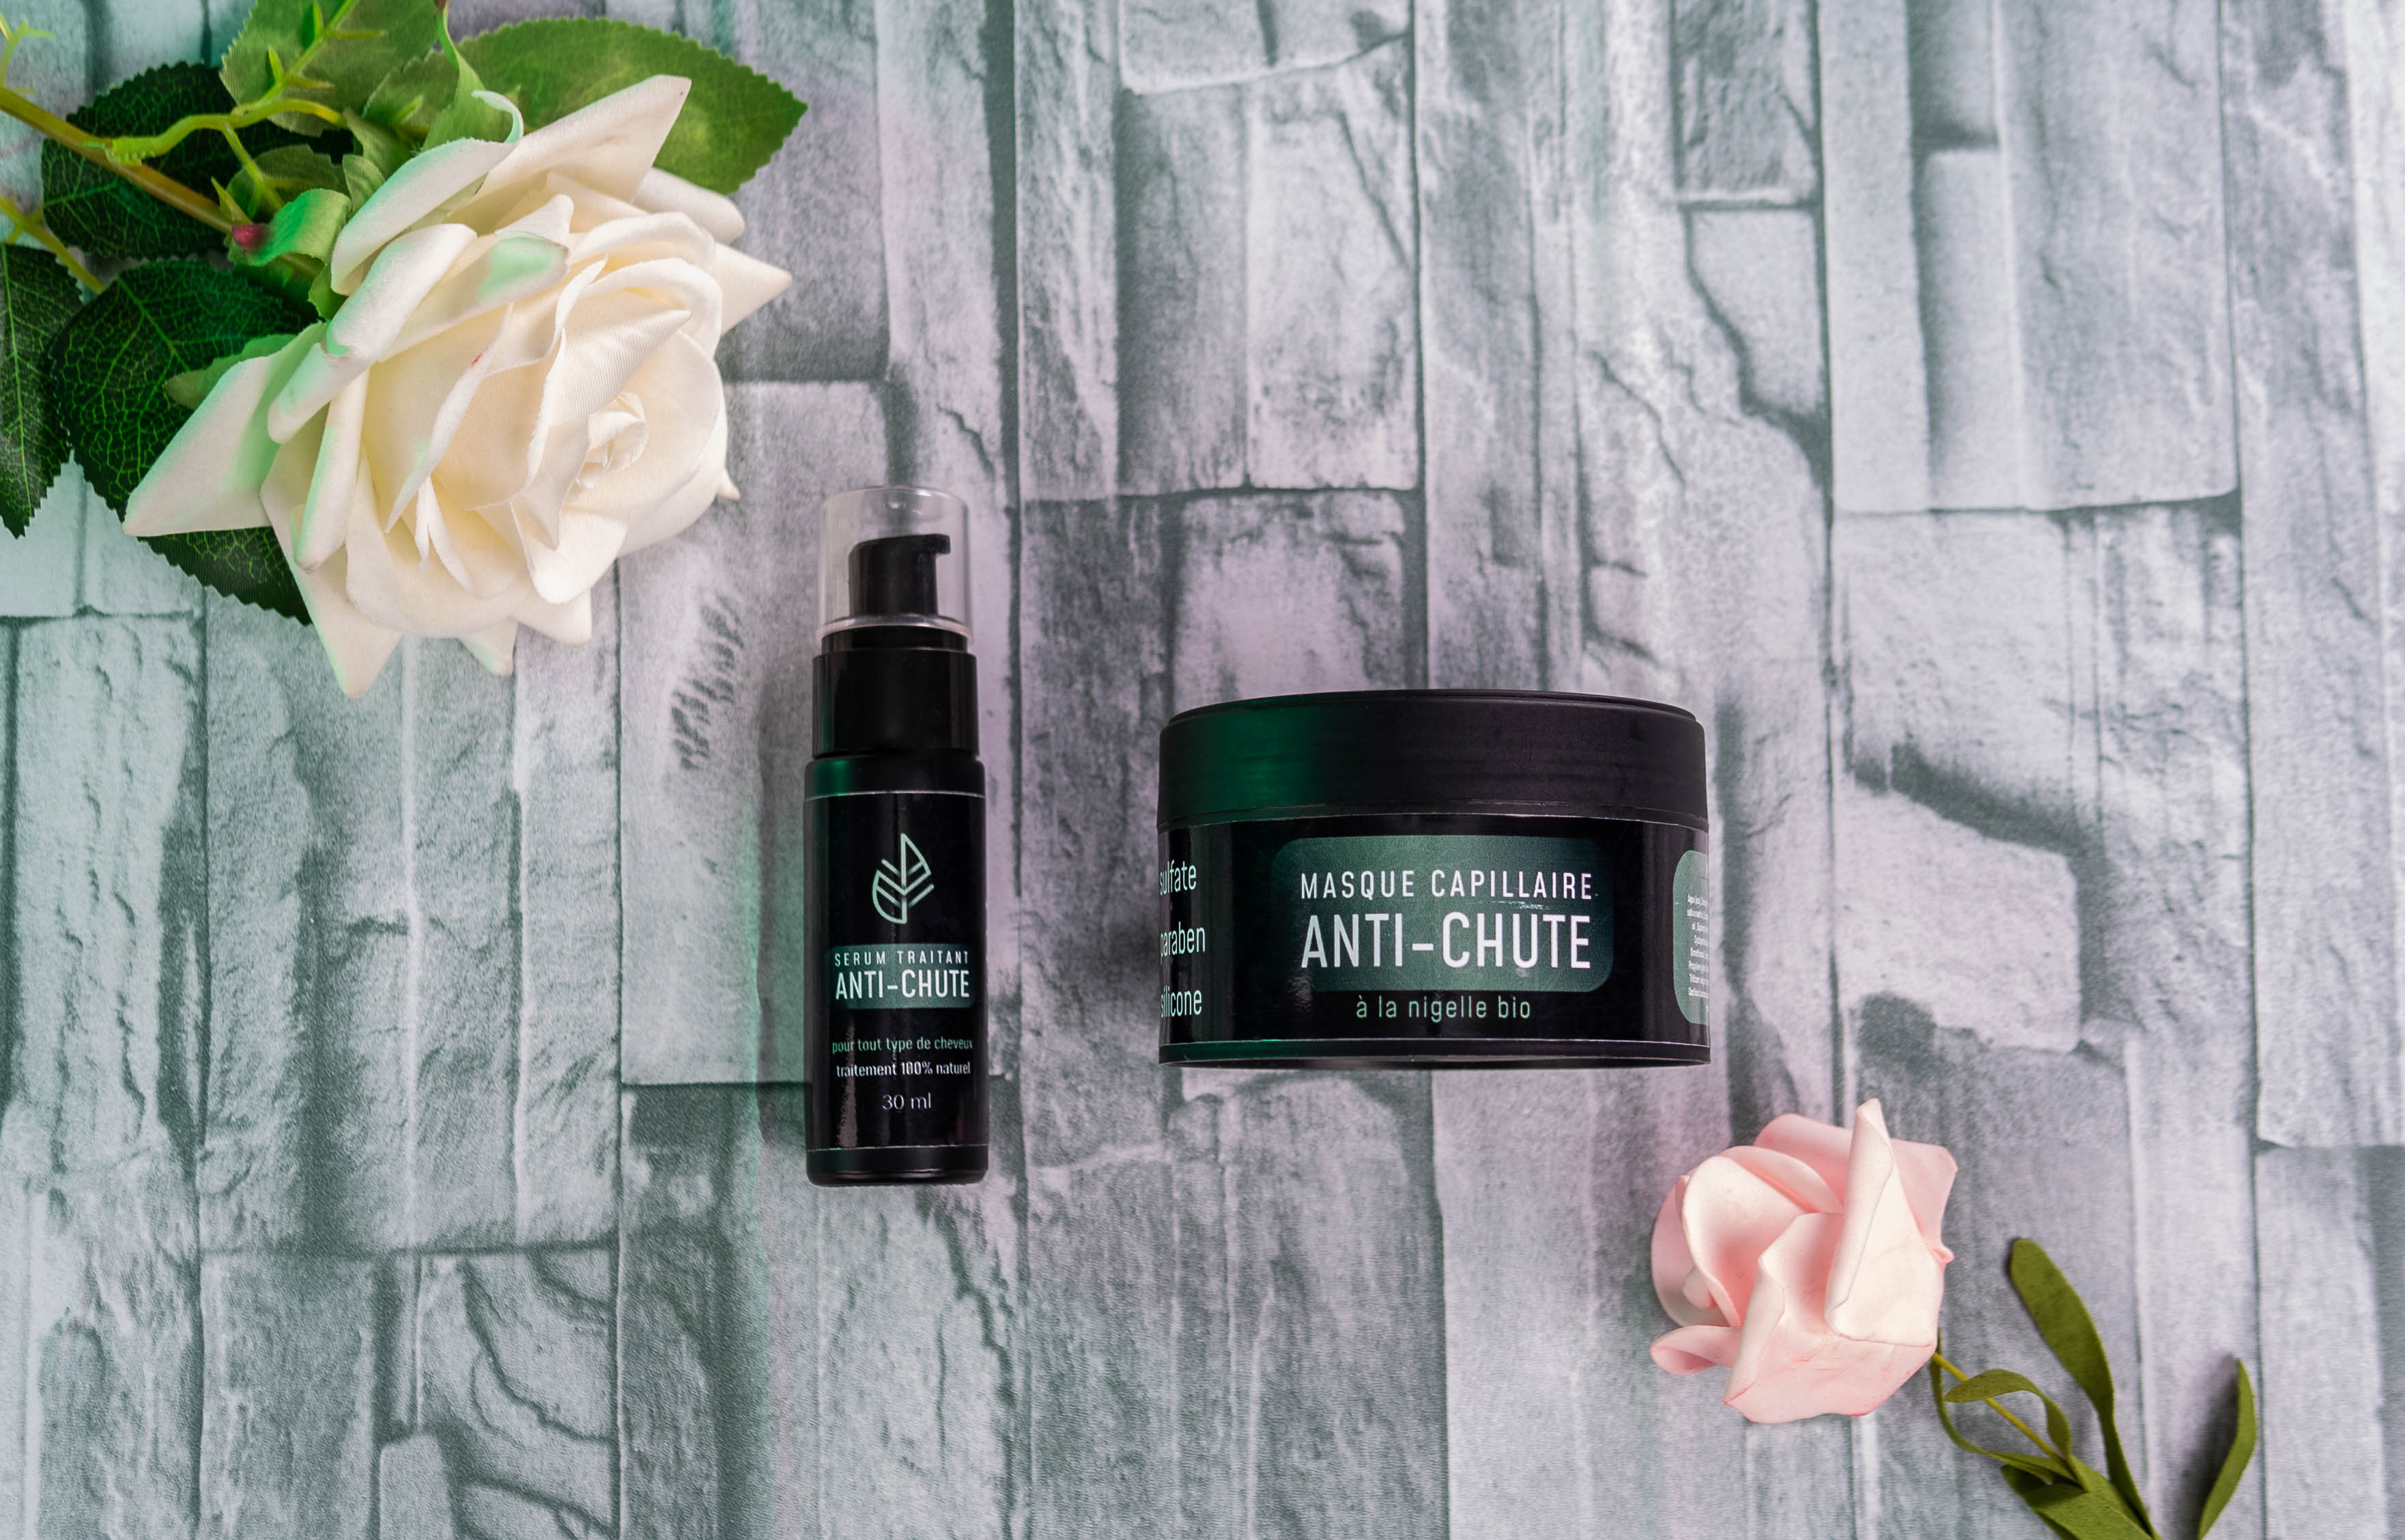 SERUM TRAITANT
ANTI-CHUTE
pour tout type de cheveux
traitement 100% naturel
30 ml
sulfate
paraben
silicone
MASQUE CAPILLAIRE
ANTI-CHUTE
à la nigelle bio